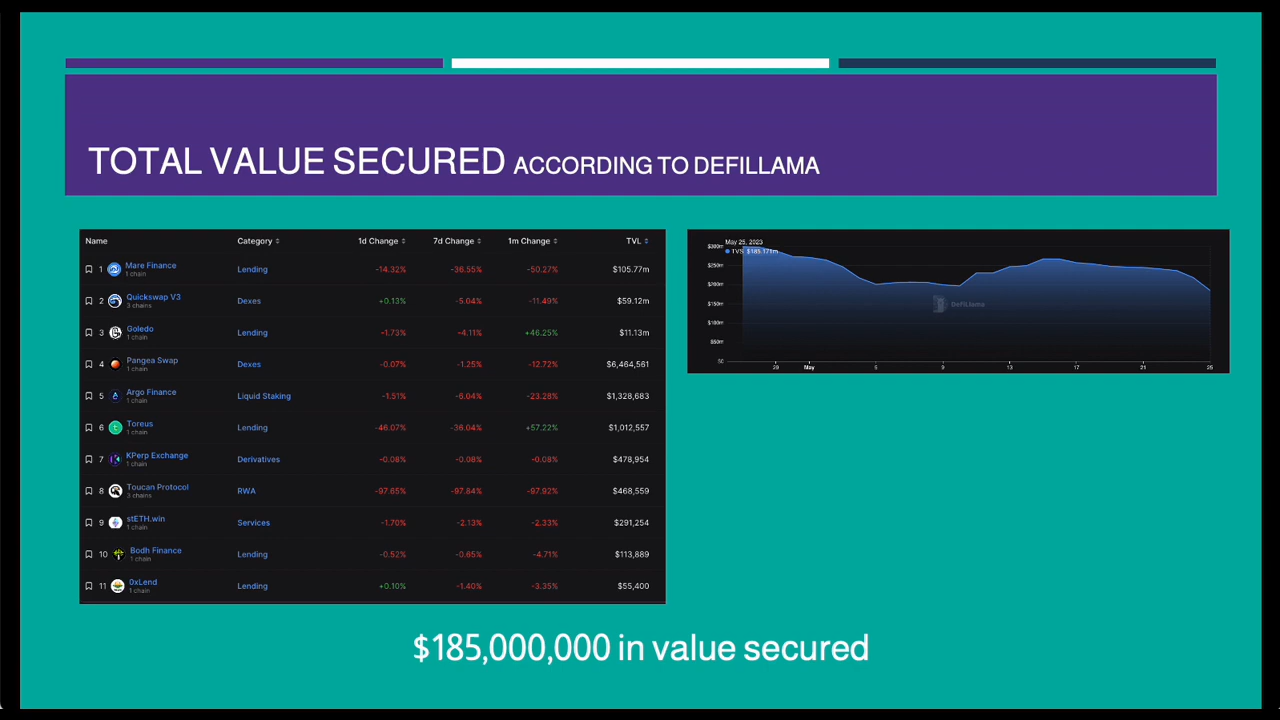 TOTAL VALUE SECURED ACCORDING TO DEFILLAMA
Name Category 1d Change 7d Change 1m Change TVL
1 Mare Finance Lending -14.32% -36.55% -50.27% $105.77m
1 chain
2 Quickswap V3 Dexes +0.13% -5.04% -11.49% $59.12m
3 chains
3 Goledo Lending -1.73% -4.11% +46.25% $11.13m
1 chain
4 Pangea Swap Dexes -0.07% -1.25% -12.72% $6,464,561
1 chain
5 Argo Finance Liquid Staking -1.51% -6.04% -23.28% $1,328,683
1 chain
6 Toreus Lending -46.07% -36.04% +57.22% $1,012,557
1 chain
7 KPerp Exchange Derivatives -0.08% -0.08% -0.08% $478,954
1 chain
8 Toucan Protocol RWA -97.65% -97.84% -97.92% $468,559
3 chains
9 stETH.win Services -1.70% -2.13% -2.33% $291,254
1 chain
10 Bodh Finance Lending -0.52% -0.65% -4.71% $113,889
1 chain
11 0xLend Lending +0.10% -1.40% -3.35% $55,400
1 chain
May 25, 2023
TVS $185.171m
$300m
$250m
$200m
$150m
$100m
$50m
$0
DefiLlama
29 May 5 9 13 17 21 25
$185,000,000 in value secured